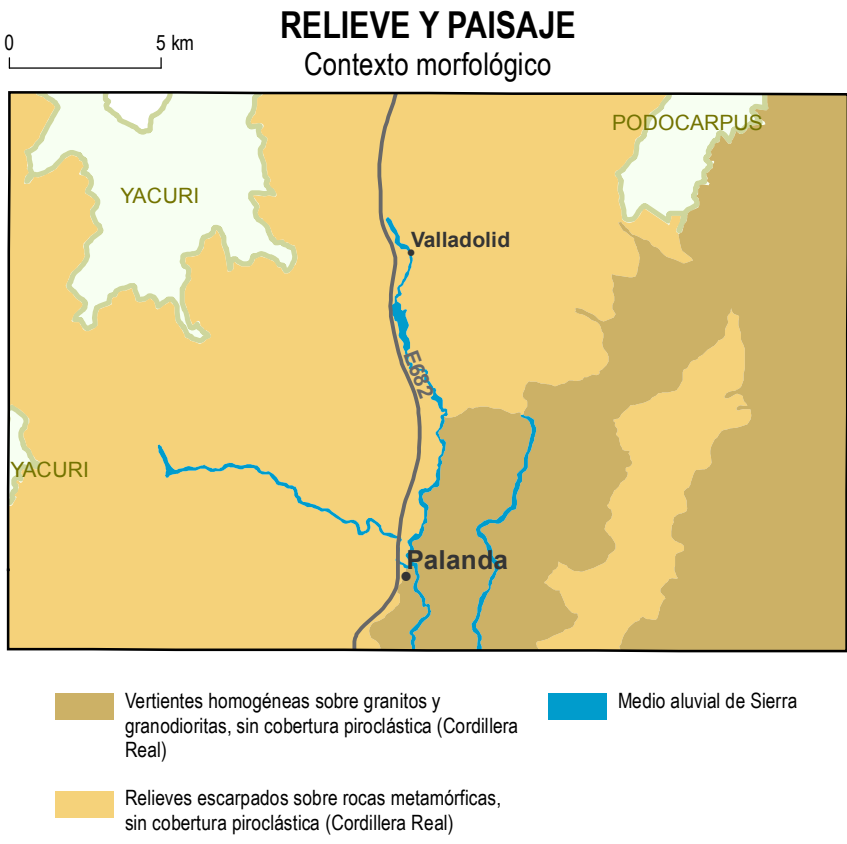 RELIEVE Y PAISAJE
Contexto morfológico
0 5 km
PODOCARPUS
YACURI
Valladolid
E682
YACURI
Palanda
Vertientes homogéneas sobre granitos y
granodioritas, sin cobertura piroclástica (Cordillera
Real)
Medio aluvial de Sierra
Relieves escarpados sobre rocas metamórficas,
sin cobertura piroclástica (Cordillera Real)